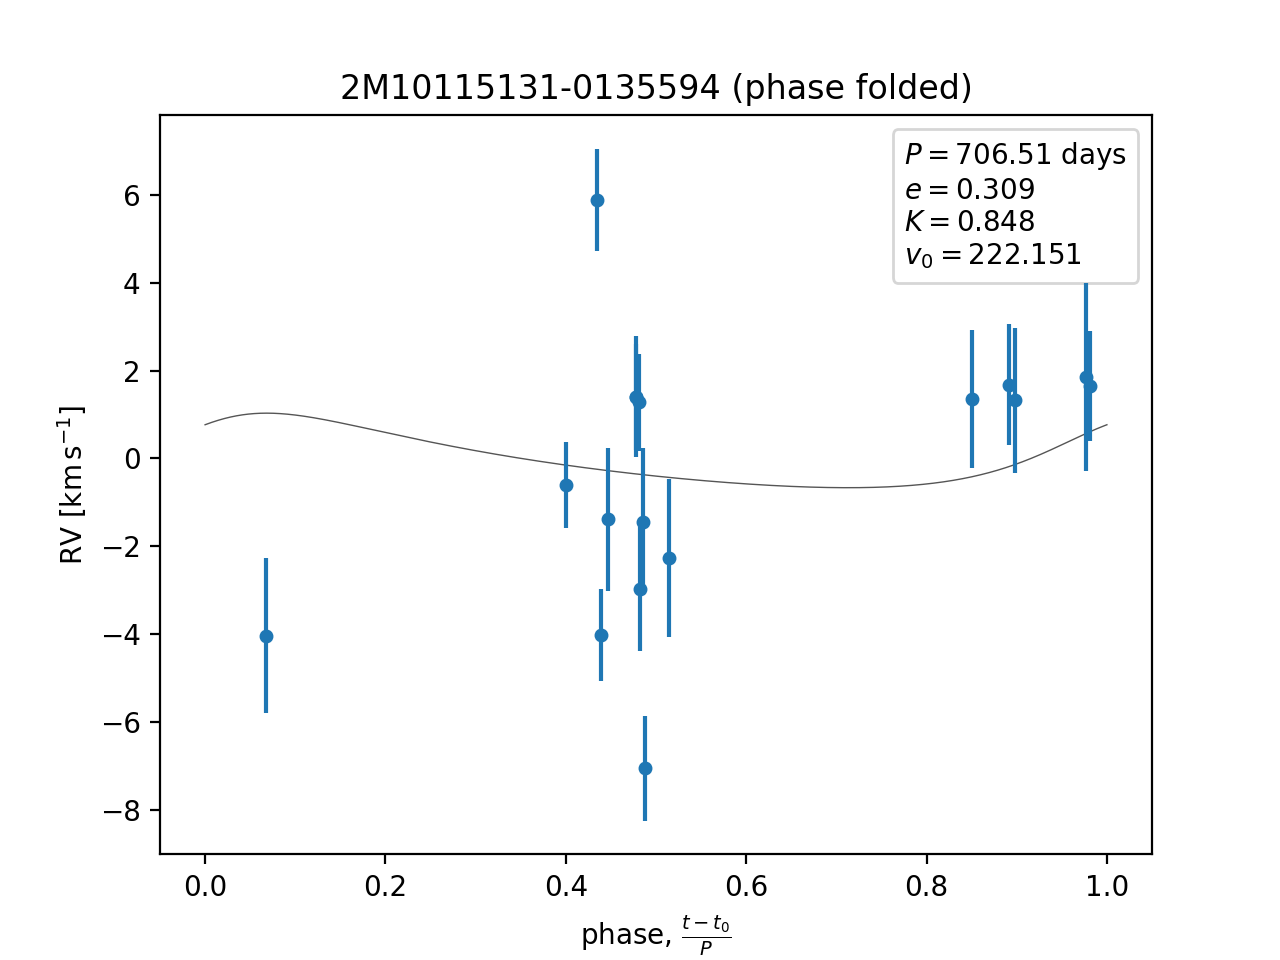 2M10115131-0135594 (phase folded)
P = 706.51 days
e = 0.309
K = 0.848
v₀ = 222.151
6
4
2
0
−2
−4
−6
−8
RV [km s⁻¹]
0.0 0.2 0.4 0.6 0.8 1.0
phase, (t − t₀)/P